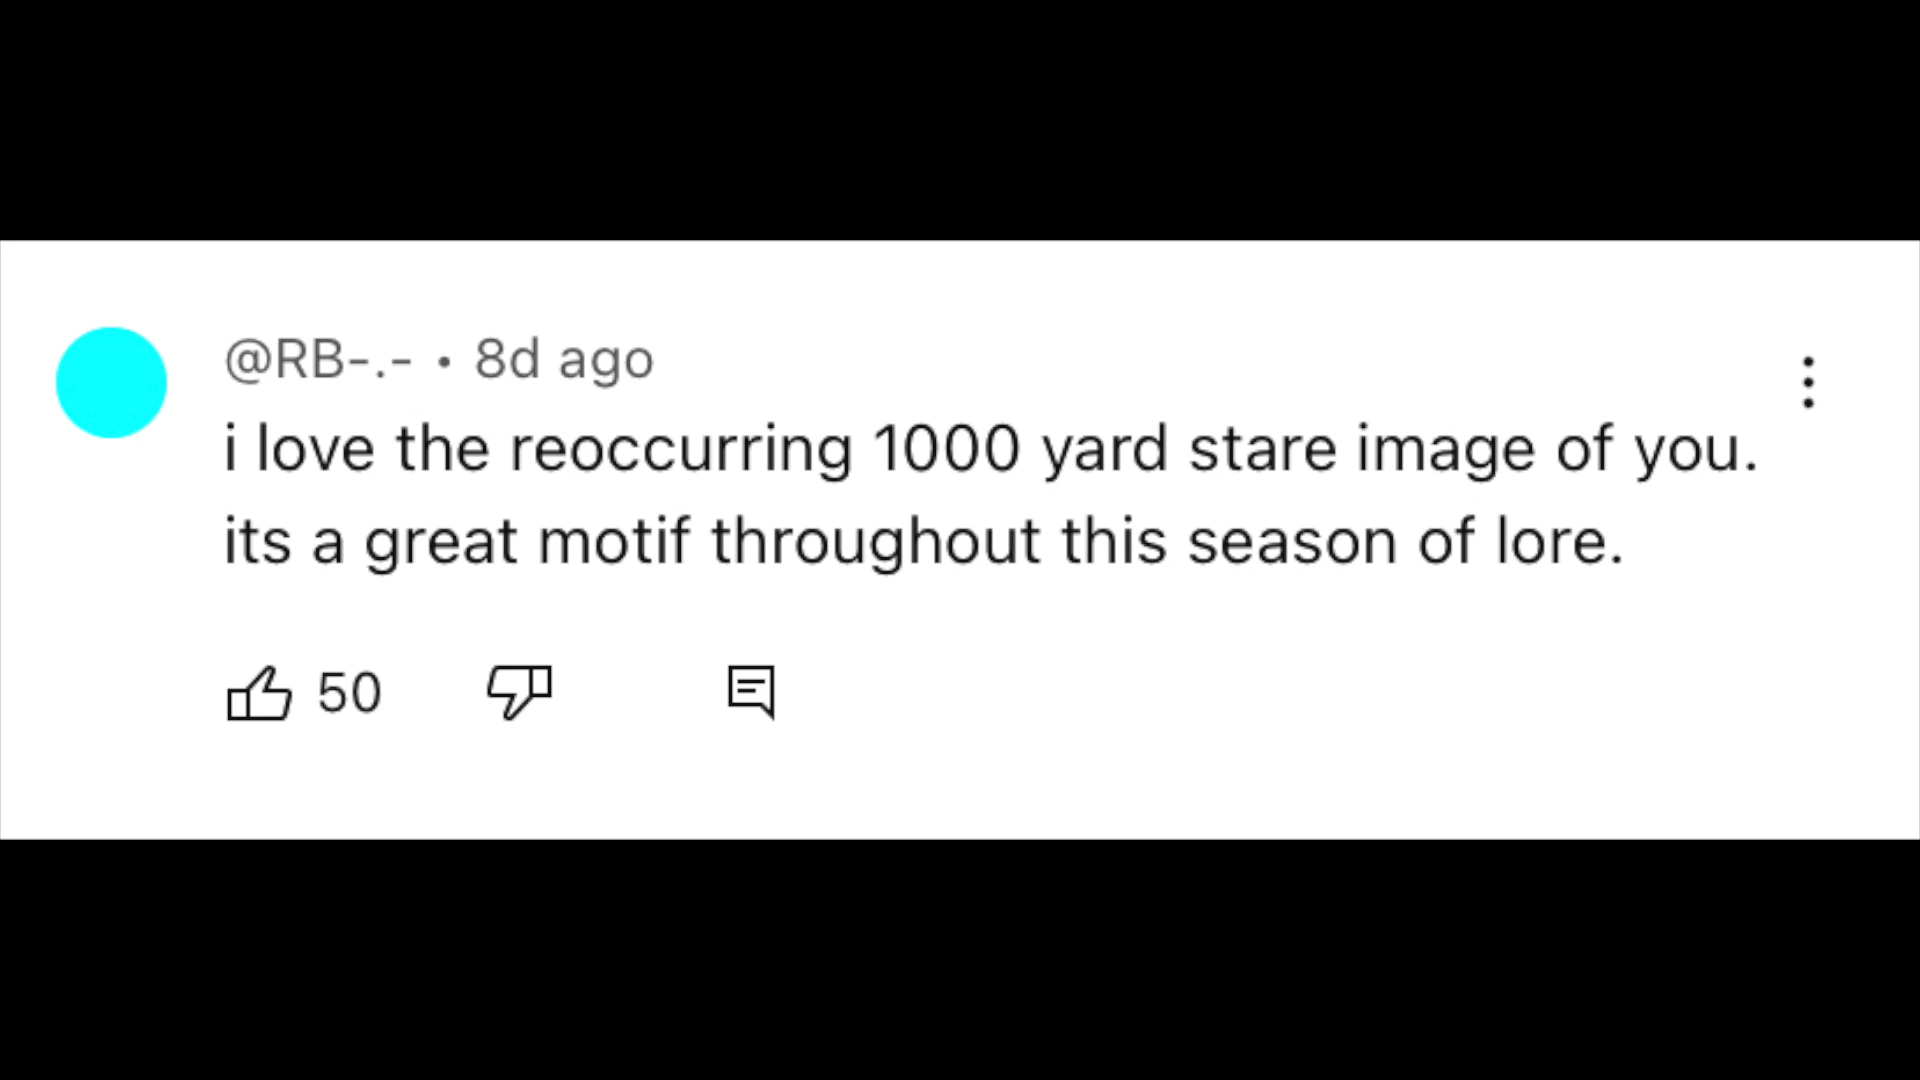 @RB-.- • 8d ago
i love the reoccurring 1000 yard stare image of you.
its a great motif throughout this season of lore.
50